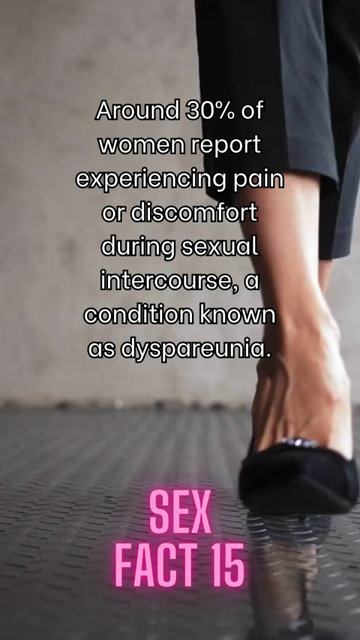 Around 30% of
women report
experiencing pain
or discomfort
during sexual
intercourse, a
condition known
as dyspareunia.
SEX
FACT 15